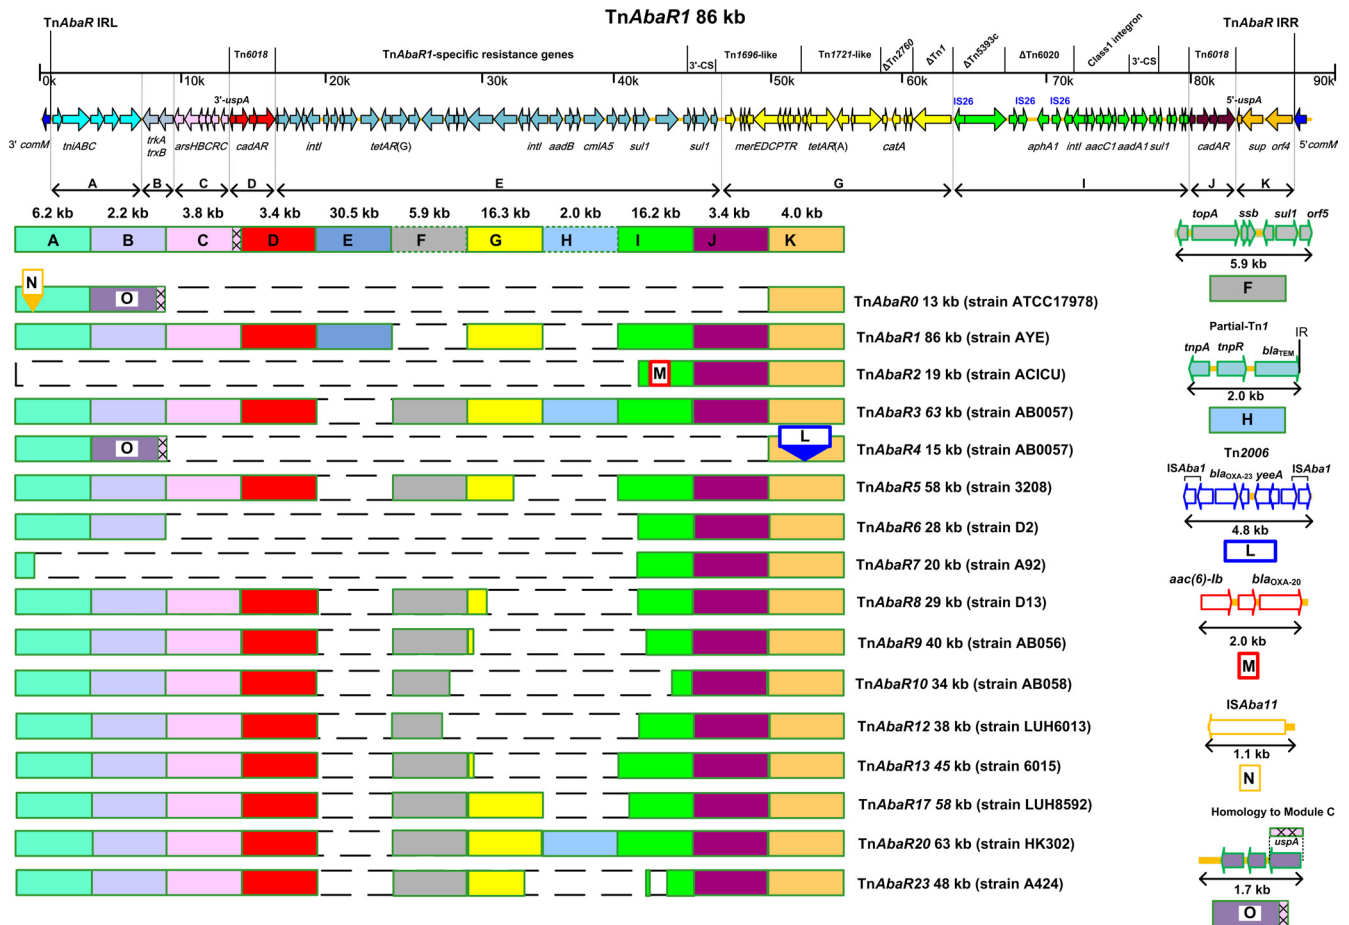 TnAbaR1 86 kb
TnAbaR IRL
TnAbaR IRR
Tn6018
TnAbaR1-specific resistance genes
3'-CS
Tn1696-like
Tn1721-like
ΔTn2760
ΔTn1
ΔTn5393c
ΔTn6020
Class1 integron
3'-CS
Tn6018
0k 10k 20k 30k 40k 50k 60k 70k 80k 90k
3'-uspA
IS26 IS26 IS26
5'-uspA
3' comM tniABC trkA trxB arsHBCRC cadAR intI tetAR(G) intI aadB cmlA5 sul1 sul1 merEDCPTR tetAR(A) catA aphA1 intI aacC1 aadA1 sul1 cadAR sup orf4 5' comM
A B C D E G I J K
6.2 kb 2.2 kb 3.8 kb 3.4 kb 30.5 kb 5.9 kb 16.3 kb 2.0 kb 16.2 kb 3.4 kb 4.0 kb
A B C D E F G H I J K
N
O
TnAbaR0 13 kb (strain ATCC17978)
TnAbaR1 86 kb (strain AYE)
M
TnAbaR2 19 kb (strain ACICU)
TnAbaR3 63 kb (strain AB0057)
O
L
TnAbaR4 15 kb (strain AB0057)
TnAbaR5 58 kb (strain 3208)
TnAbaR6 28 kb (strain D2)
TnAbaR7 20 kb (strain A92)
TnAbaR8 29 kb (strain D13)
TnAbaR9 40 kb (strain AB056)
TnAbaR10 34 kb (strain AB058)
TnAbaR12 38 kb (strain LUH6013)
TnAbaR13 45 kb (strain 6015)
TnAbaR17 58 kb (strain LUH8592)
TnAbaR20 63 kb (strain HK302)
TnAbaR23 48 kb (strain A424)
topA ssb sul1 orf5
5.9 kb
F
Partial-Tn1
IR
tnpA tnpR blaTEM
2.0 kb
H
Tn2006
ISAba1 blaOXA-23 yeeA ISAba1
4.8 kb
L
aac(6)-Ib blaOXA-20
2.0 kb
M
ISAba11
1.1 kb
N
Homology to Module C
uspA
1.7 kb
O